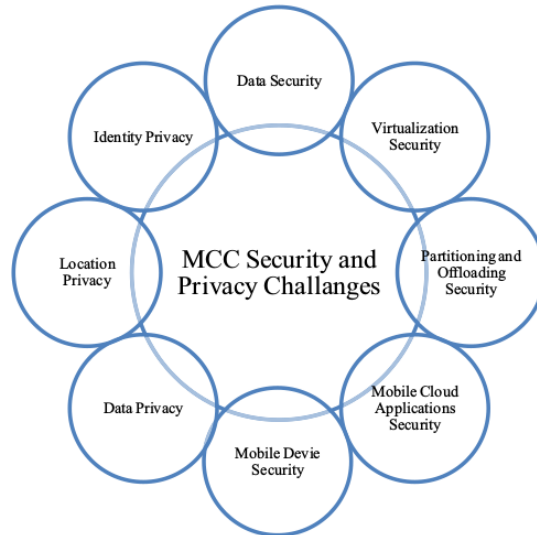 Data Security
Identity Privacy
Virtualization
Security
Location
Privacy
MCC Security and
Privacy Challanges
Partitioning and
Offloading
Security
Data Privacy
Mobile Cloud
Applications
Security
Mobile Devie
Security